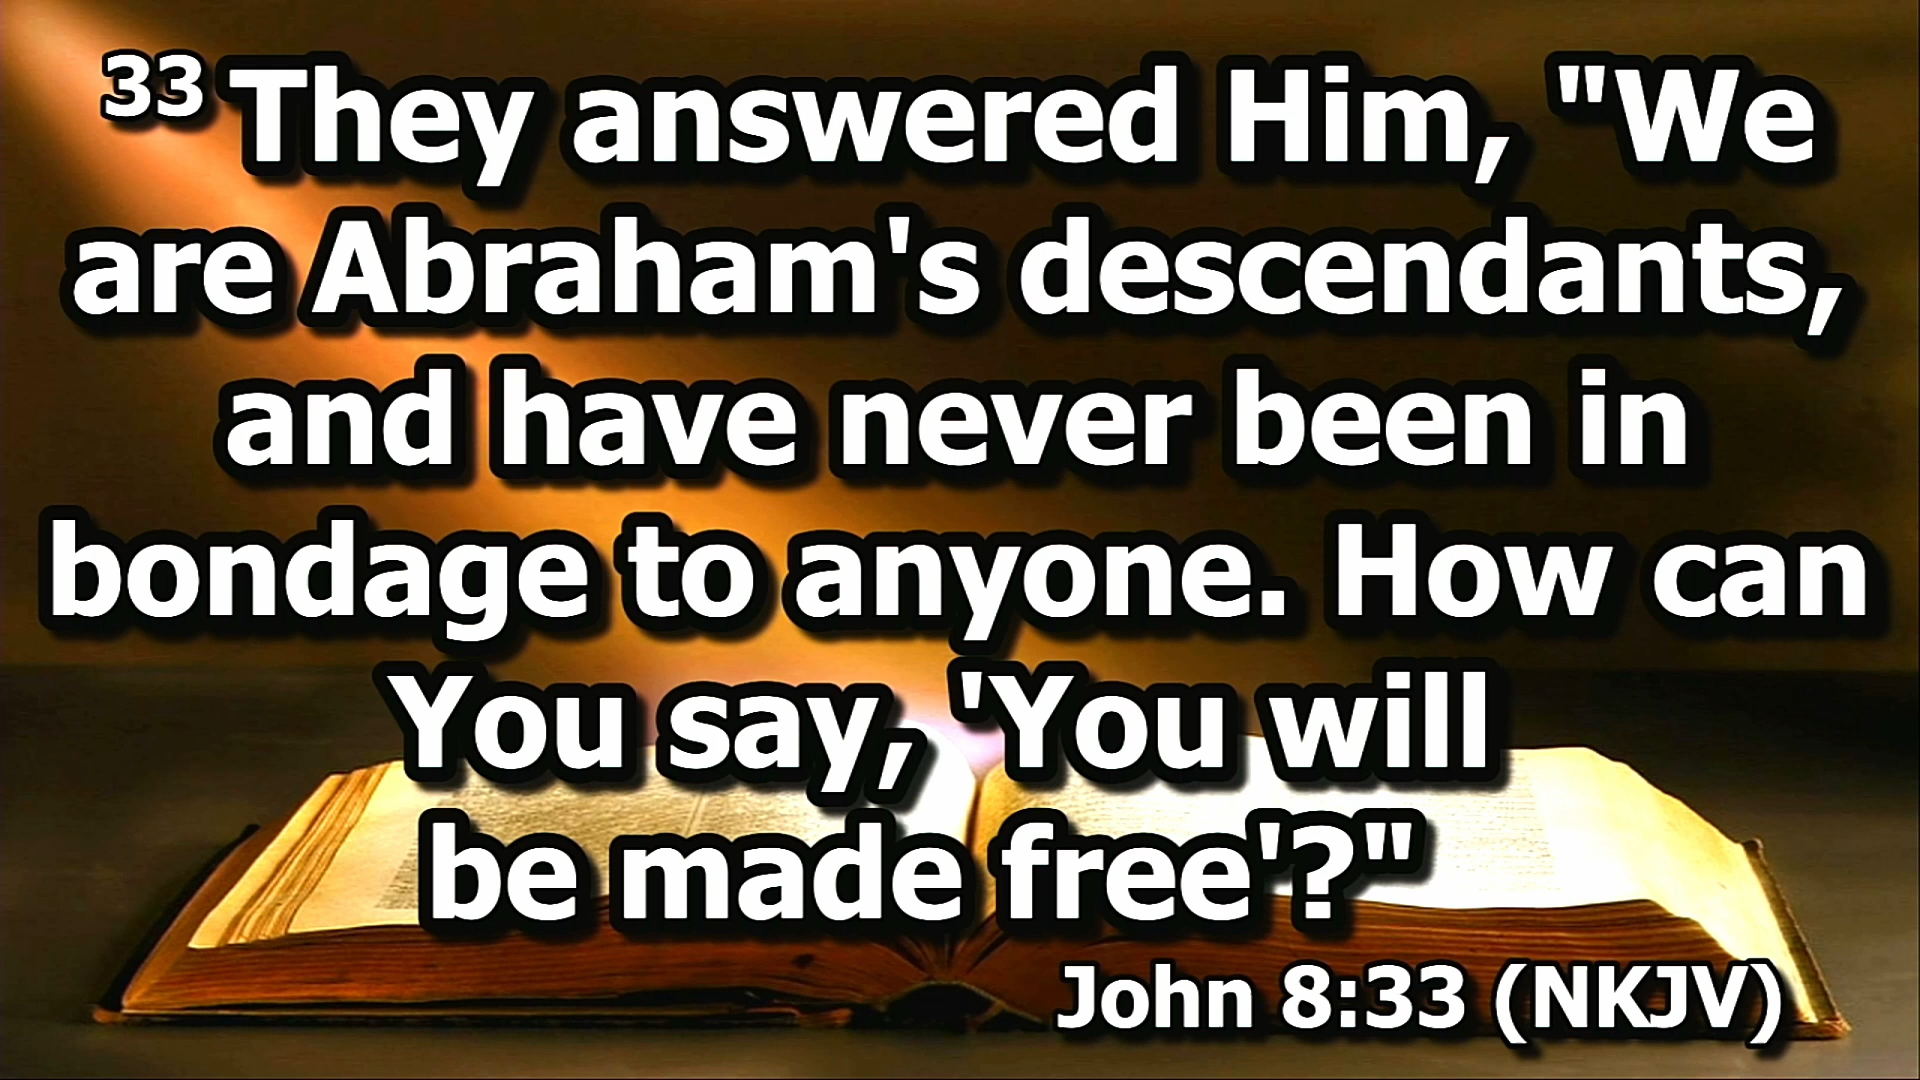 33 They answered Him, "We
are Abraham's descendants,
and have never been in
bondage to anyone. How can
You say, 'You will
be made free'?"
John 8:33 (NKJV)